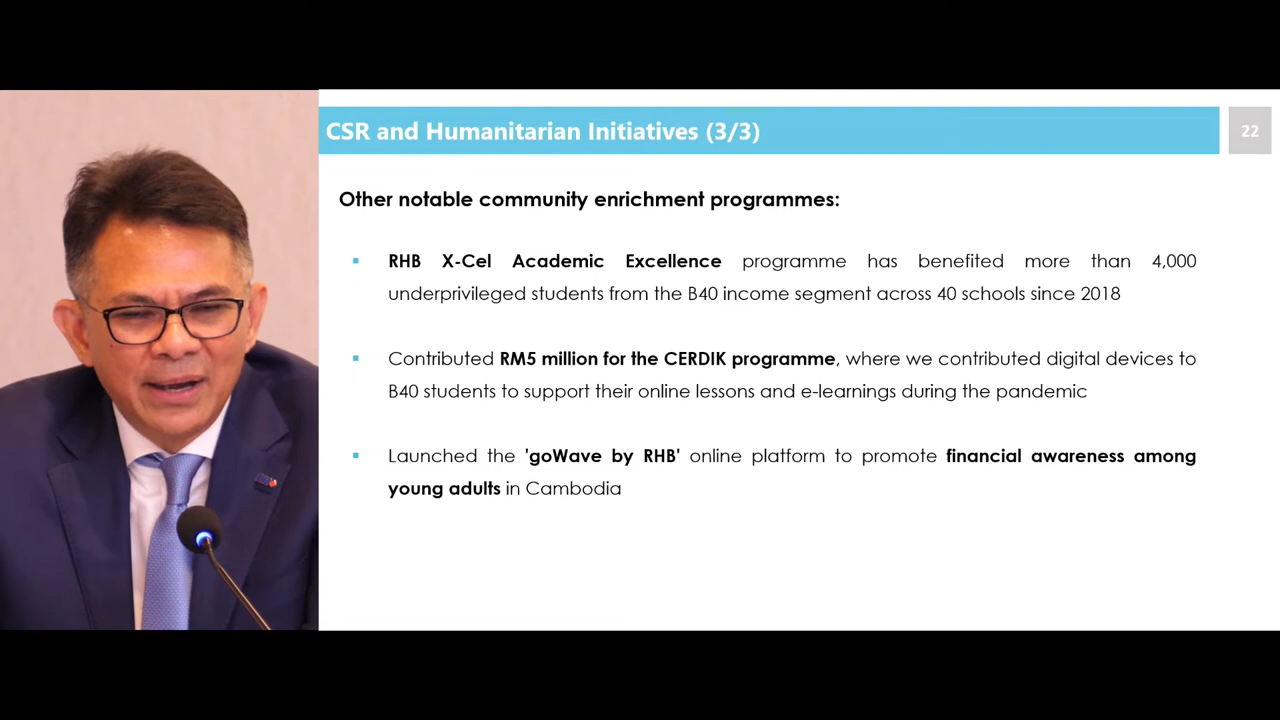 CSR and Humanitarian Initiatives (3/3)
22
Other notable community enrichment programmes:
RHB X-Cel Academic Excellence programme has benefited more than 4,000
underprivileged students from the B40 income segment across 40 schools since 2018
Contributed RM5 million for the CERDIK programme, where we contributed digital devices to
B40 students to support their online lessons and e-learnings during the pandemic
Launched the 'goWave by RHB' online platform to promote financial awareness among
young adults in Cambodia